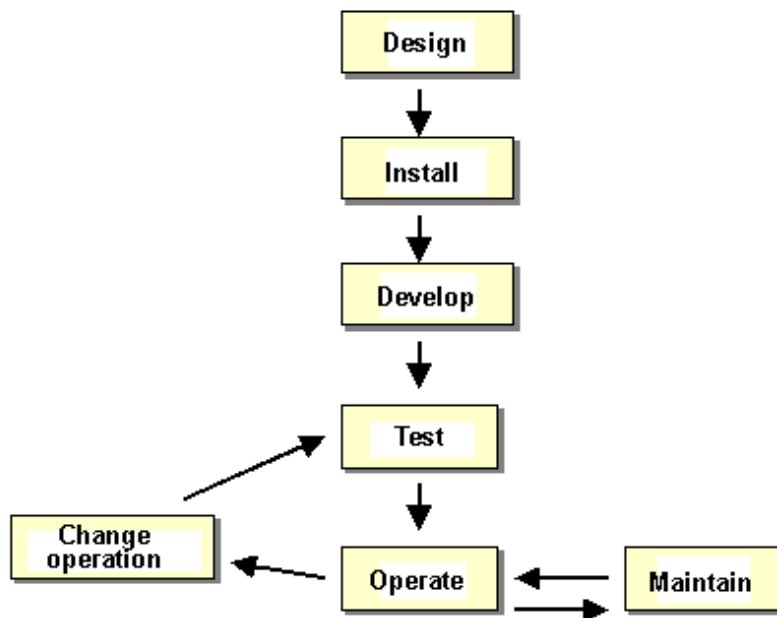 Design
Install
Develop
Test
Change
operation
Operate
Maintain